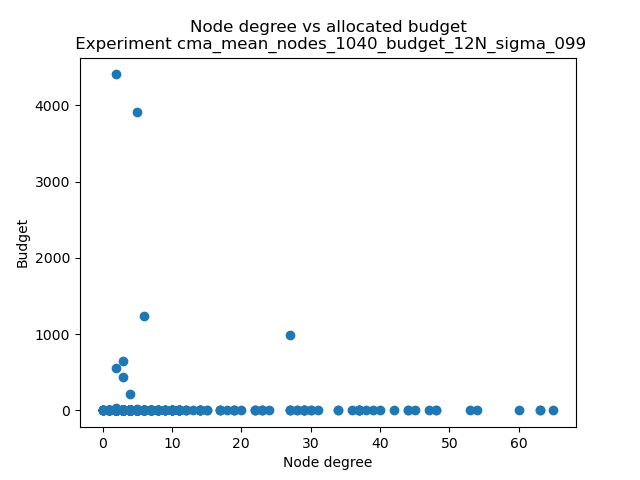 Node degree vs allocated budget
Experiment cma_mean_nodes_1040_budget_12N_sigma_099
4000
3000
2000
1000
0
Budget
0 10 20 30 40 50 60
Node degree